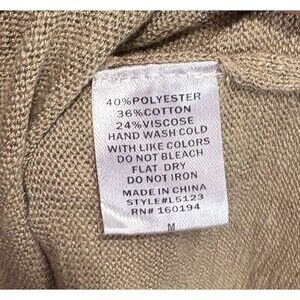 40%POLYESTER
36%COTTON
24%VISCOSE
HAND WASH COLD
WITH LIKE COLORS
DO NOT BLEACH
FLAT DRY
DO NOT IRON
MADE IN CHINA
STYLE#L5123
RN# 160194
M